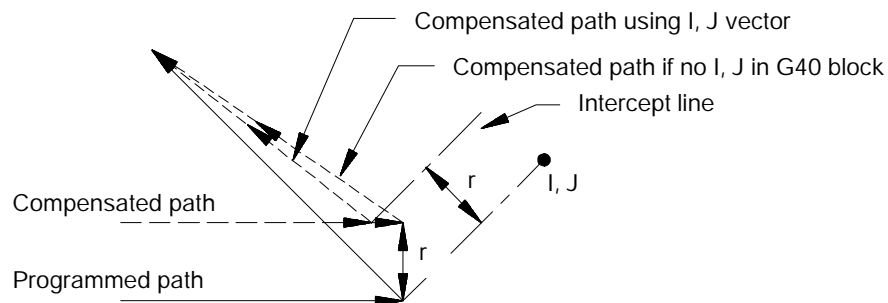 Compensated path using I, J vector
Compensated path if no I, J in G40 block
Intercept line
r
I, J
Compensated path
r
Programmed path